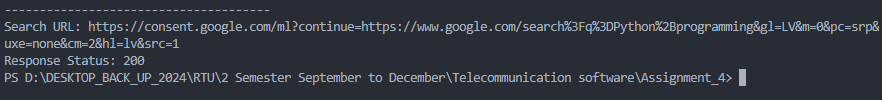 --------------------------------------
Search URL: https://consent.google.com/ml?continue=https://www.google.com/search%3Fq%3DPython%2Bprogramming&gl=LV&m=0&pc=srp&
uxe=none&cm=2&hl=lv&src=1
Response Status: 200
PS D:\DESKTOP_BACK_UP_2024\RTU\2 Semester September to December\Telecommunication software\Assignment_4>